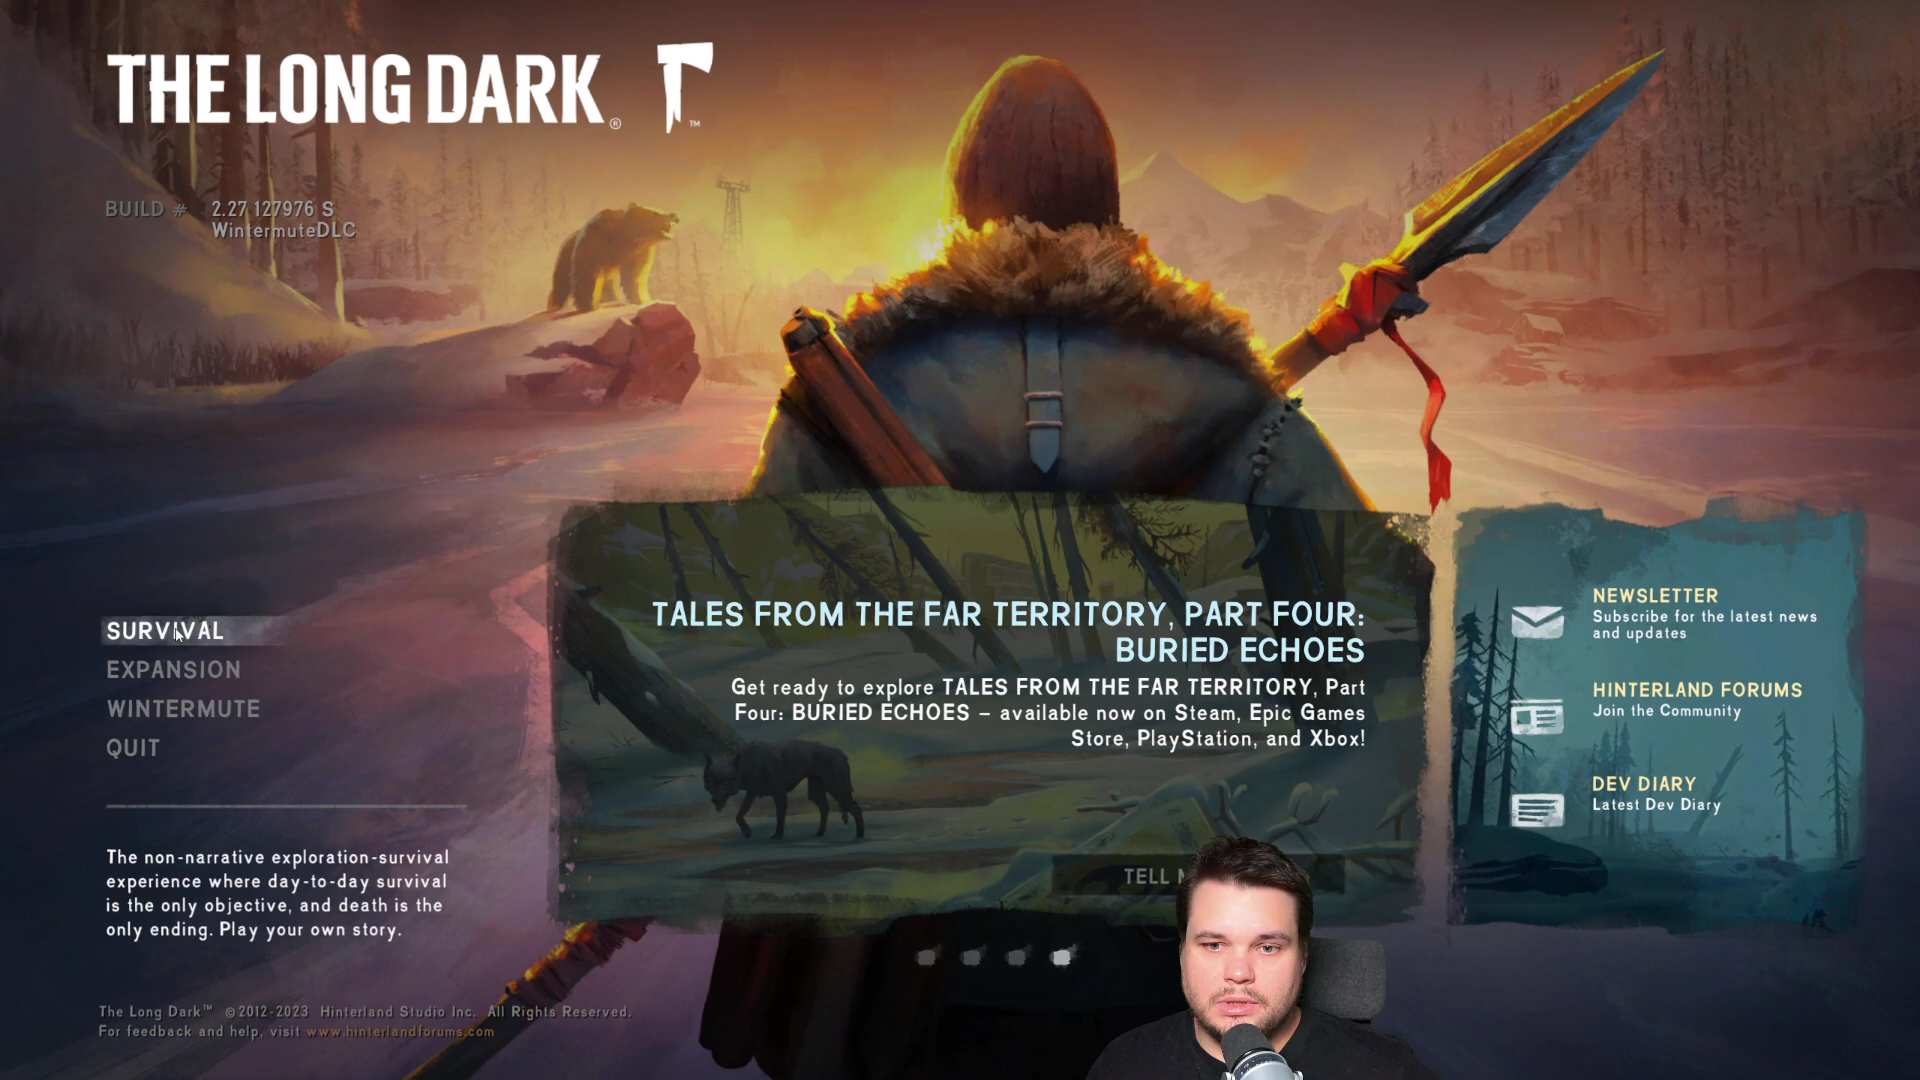 THE LONG DARK ® ™
BUILD # 2.27 127976 S
WintermuteDLC
SURVIVAL
EXPANSION
WINTERMUTE
QUIT
The non-narrative exploration-survival
experience where day-to-day survival
is the only objective, and death is the
only ending. Play your own story.
TALES FROM THE FAR TERRITORY, PART FOUR:
BURIED ECHOES
Get ready to explore TALES FROM THE FAR TERRITORY, Part
Four: BURIED ECHOES – available now on Steam, Epic Games
Store, PlayStation, and Xbox!
TELL
NEWSLETTER
Subscribe for the latest news
and updates
HINTERLAND FORUMS
Join the Community
DEV DIARY
Latest Dev Diary
The Long Dark™ ©2012-2023 Hinterland Studio Inc. All Rights Reserved.
For feedback and help, visit www.hinterlandforums.com